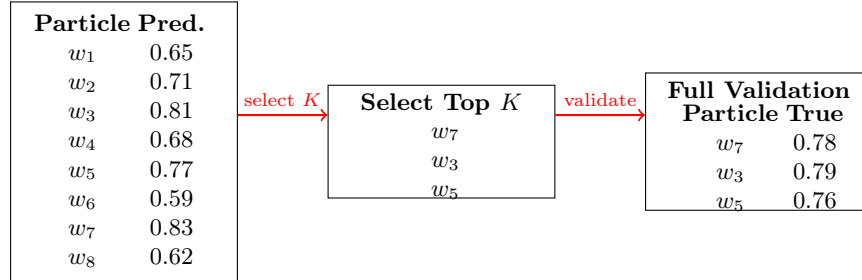 Particle Pred.
w₁ 0.65
w₂ 0.71
w₃ 0.81
w₄ 0.68
w₅ 0.77
w₆ 0.59
w₇ 0.83
w₈ 0.62
select K
Select Top K
w₇
w₃
w₅
validate
Full Validation
Particle True
w₇ 0.78
w₃ 0.79
w₅ 0.76